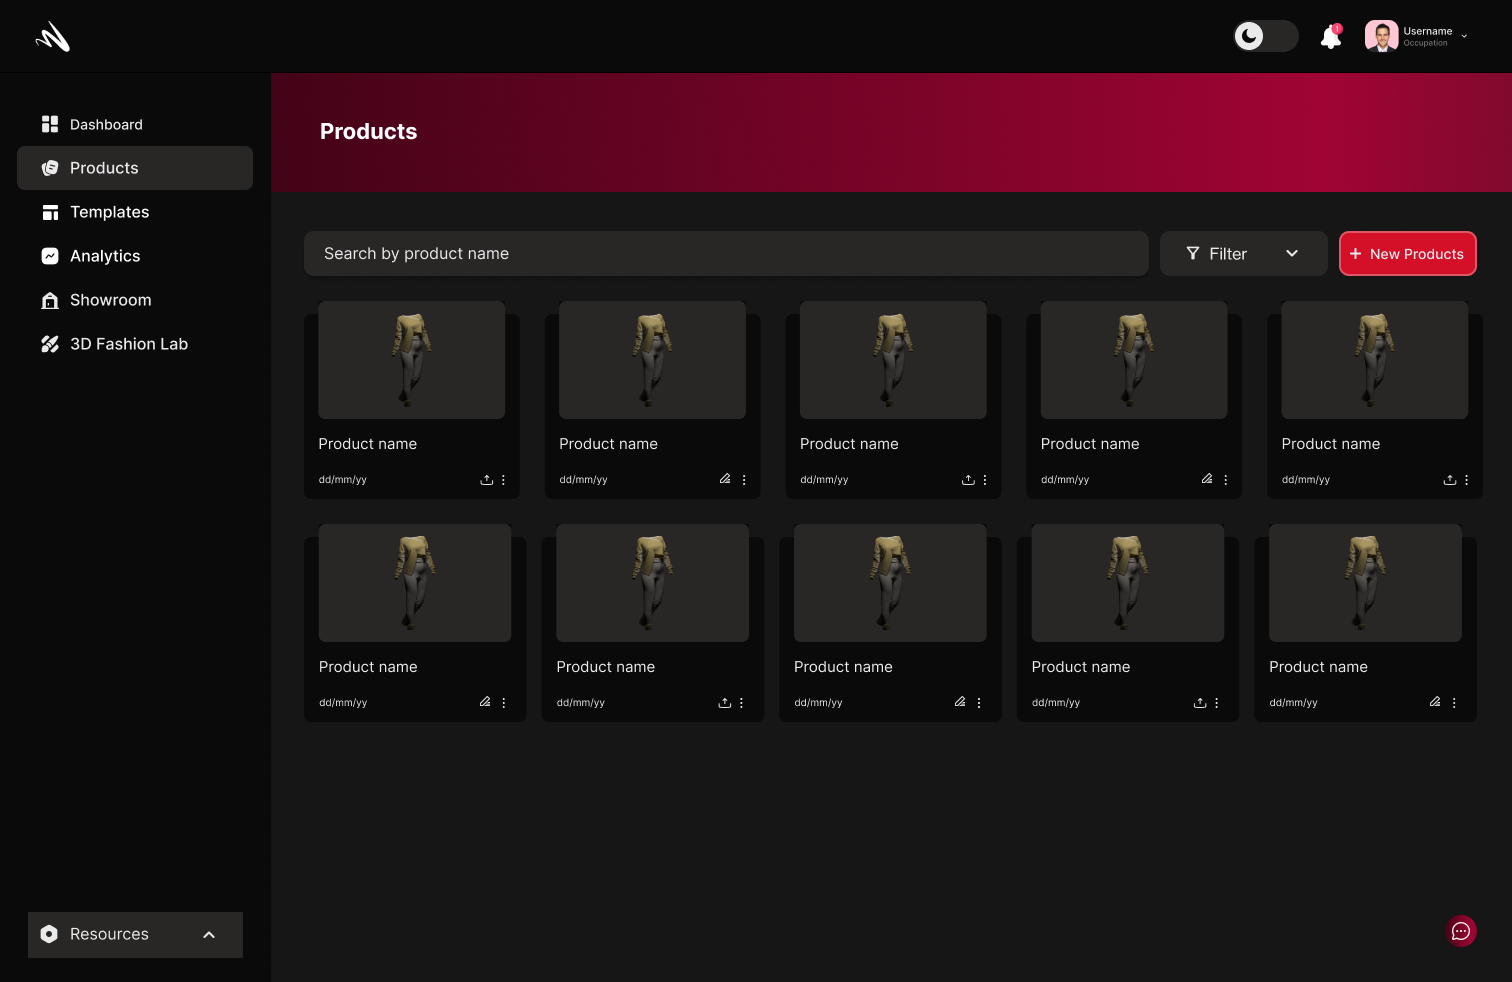 1
Username
Occupation
Dashboard
Products
Templates
Analytics
Showroom
3D Fashion Lab
Resources
Products
Search by product name
Filter
+ New Products
Product name
dd/mm/yy
Product name
dd/mm/yy
Product name
dd/mm/yy
Product name
dd/mm/yy
Product name
dd/mm/yy
Product name
dd/mm/yy
Product name
dd/mm/yy
Product name
dd/mm/yy
Product name
dd/mm/yy
Product name
dd/mm/yy